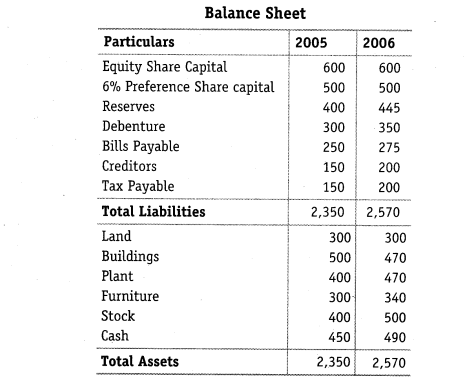 Balance Sheet
Particulars 2005 2006
Equity Share Capital 600 600
6% Preference Share capital 500 500
Reserves 400 445
Debenture 300 350
Bills Payable 250 275
Creditors 150 200
Tax Payable 150 200
Total Liabilities 2,350 2,570
Land 300 300
Buildings 500 470
Plant 400 470
Furniture 300 340
Stock 400 500
Cash 450 490
Total Assets 2,350 2,570